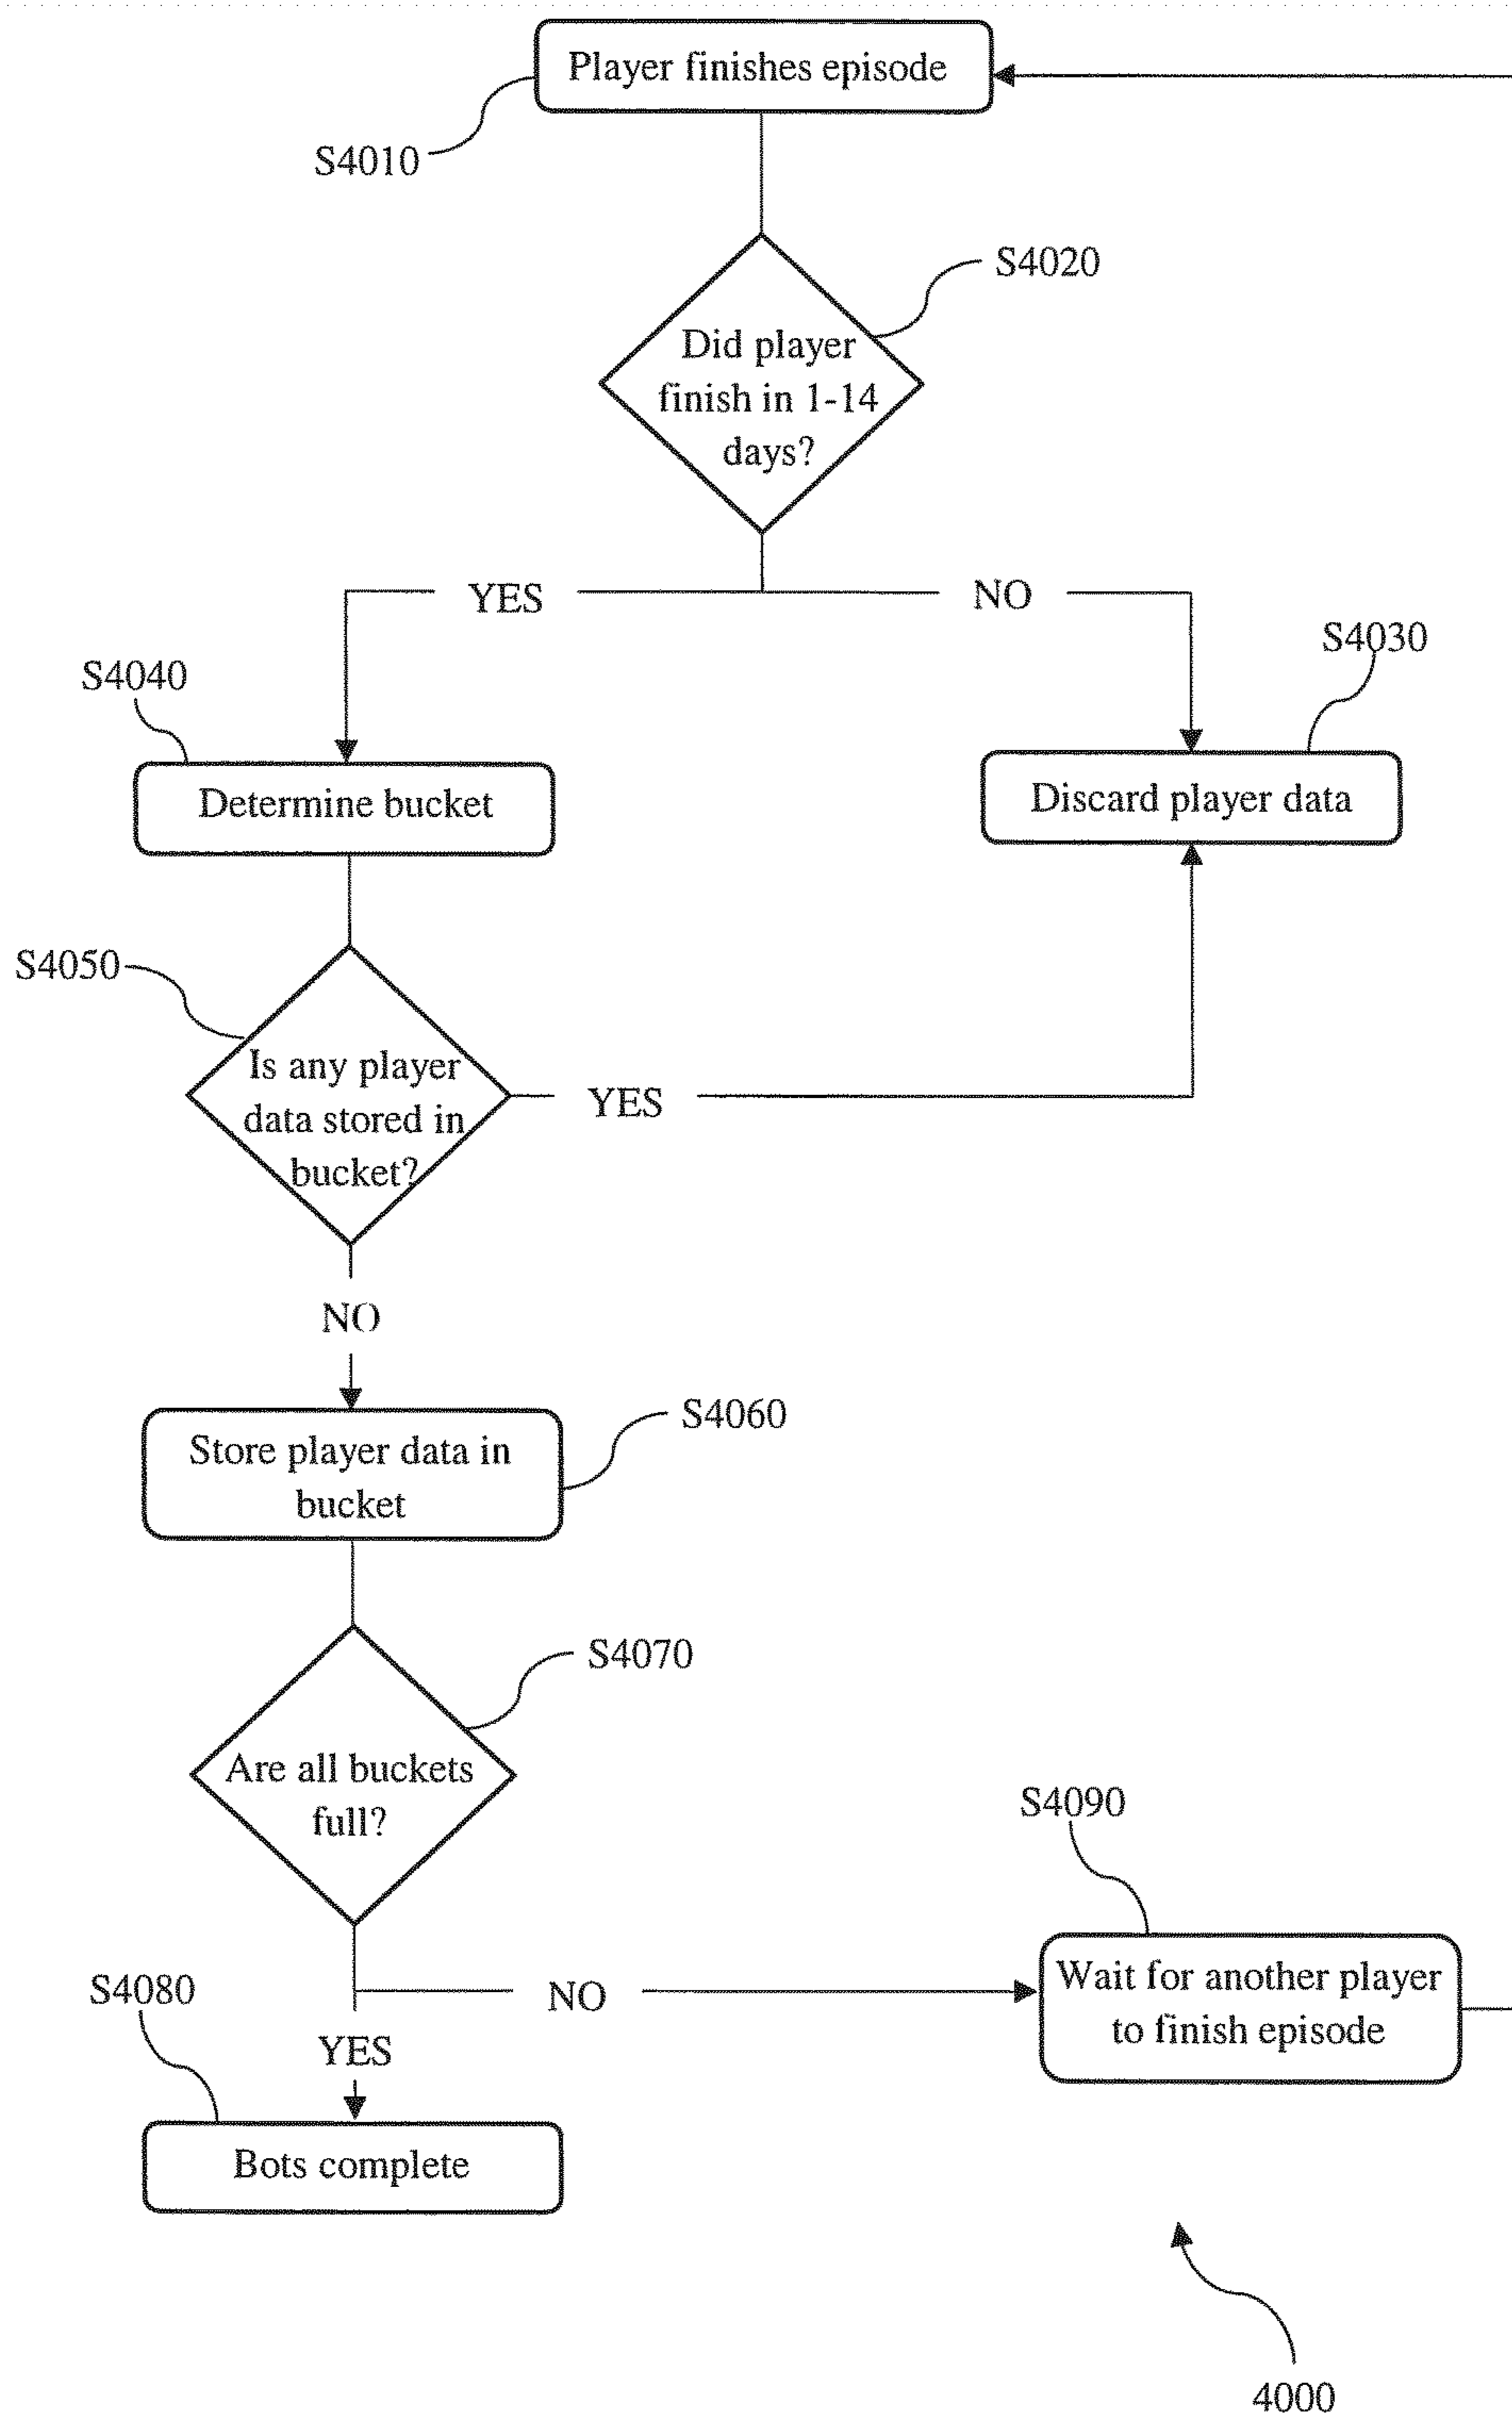 Player finishes episode
S4010
S4020
Did player
finish in 1-14
days?
YES
NO
S4030
S4040
Determine bucket
Discard player data
S4050
Is any player
data stored in
bucket?
YES
NO
S4060
Store player data in
bucket
S4070
Are all buckets
full?
S4090
Wait for another player
to finish episode
NO
S4080
YES
Bots complete
4000